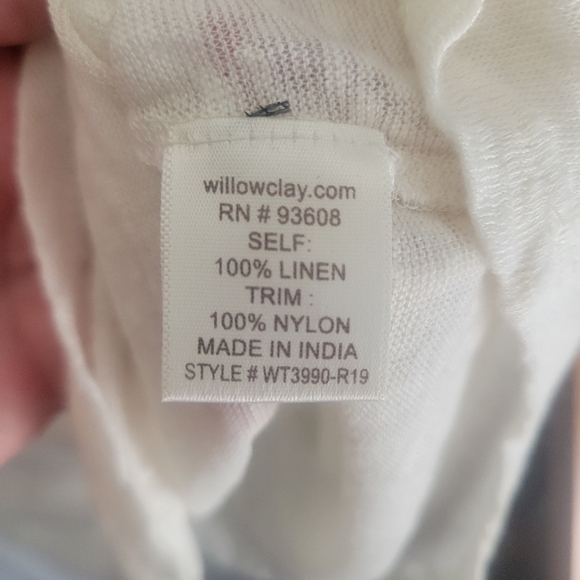 willowclay.com
RN # 93608
SELF:
100% LINEN
TRIM :
100% NYLON
MADE IN INDIA
STYLE # WT3990-R19